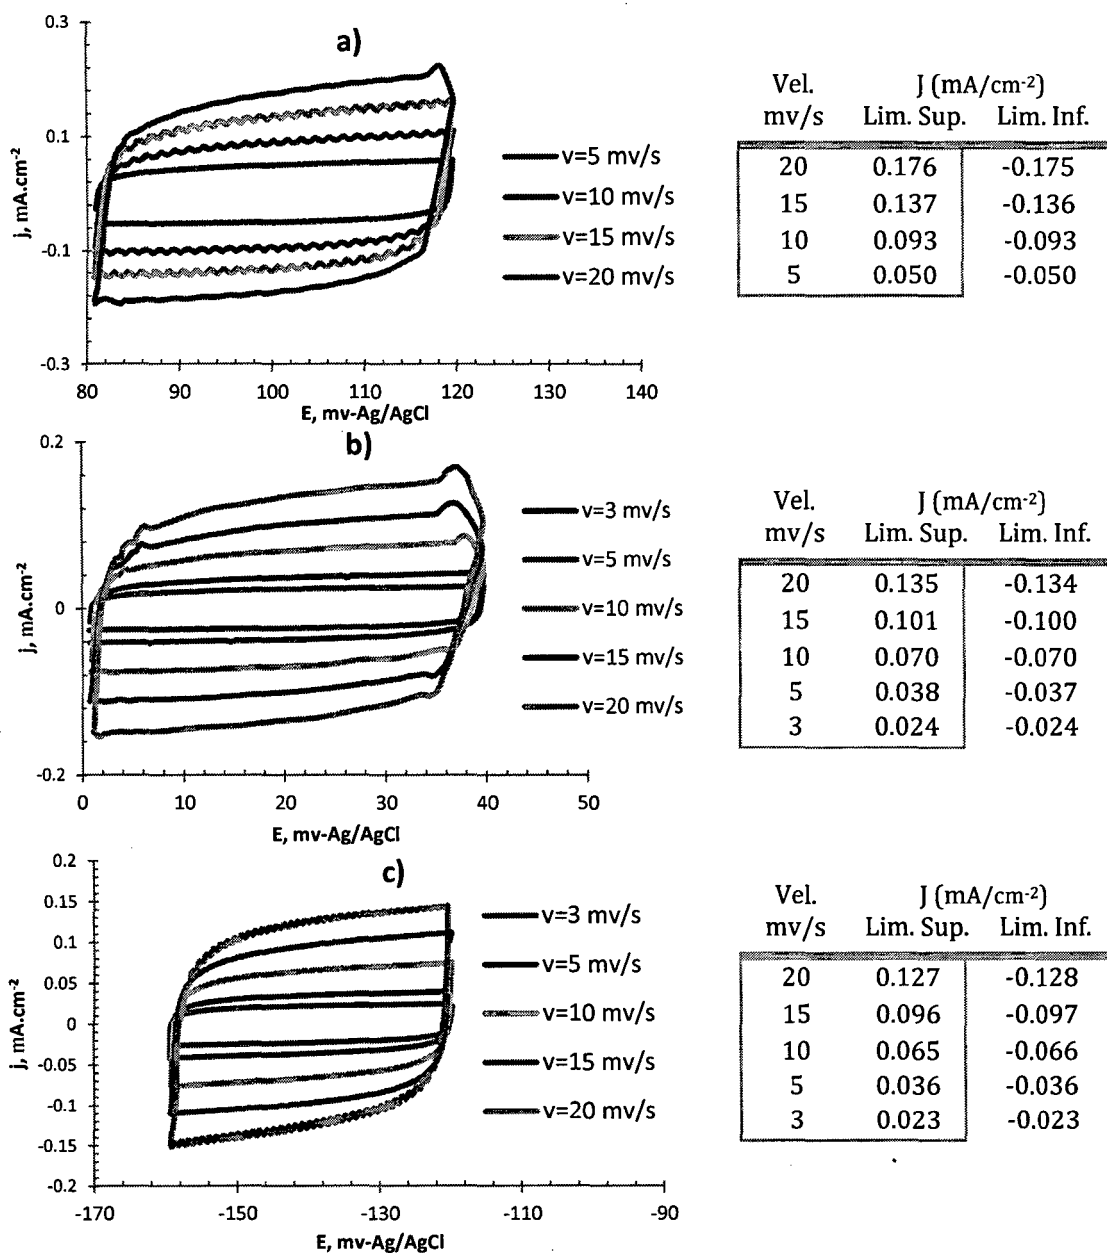 a)
0.3
0.1
-0.1
-0.3
j, mA.cm-2
80 90 100 110 120 130 140
E, mv-Ag/AgCl
v=5 mv/s
v=10 mv/s
v=15 mv/s
v=20 mv/s
Vel. J (mA/cm-2)
mv/s Lim. Sup. Lim. Inf.
20 0.176 -0.175
15 0.137 -0.136
10 0.093 -0.093
5 0.050 -0.050
b)
0.2
0
-0.2
j, mA.cm-2
0 10 20 30 40 50
E, mv-Ag/AgCl
v=3 mv/s
v=5 mv/s
v=10 mv/s
v=15 mv/s
v=20 mv/s
Vel. J (mA/cm-2)
mv/s Lim. Sup. Lim. Inf.
20 0.135 -0.134
15 0.101 -0.100
10 0.070 -0.070
5 0.038 -0.037
3 0.024 -0.024
c)
0.2
0.15
0.1
0.05
0
-0.05
-0.1
-0.15
-0.2
j, mA.cm-2
-170 -150 -130 -110 -90
E, mv-Ag/AgCl
v=3 mv/s
v=5 mv/s
v=10 mv/s
v=15 mv/s
v=20 mv/s
Vel. J (mA/cm-2)
mv/s Lim. Sup. Lim. Inf.
20 0.127 -0.128
15 0.096 -0.097
10 0.065 -0.066
5 0.036 -0.036
3 0.023 -0.023